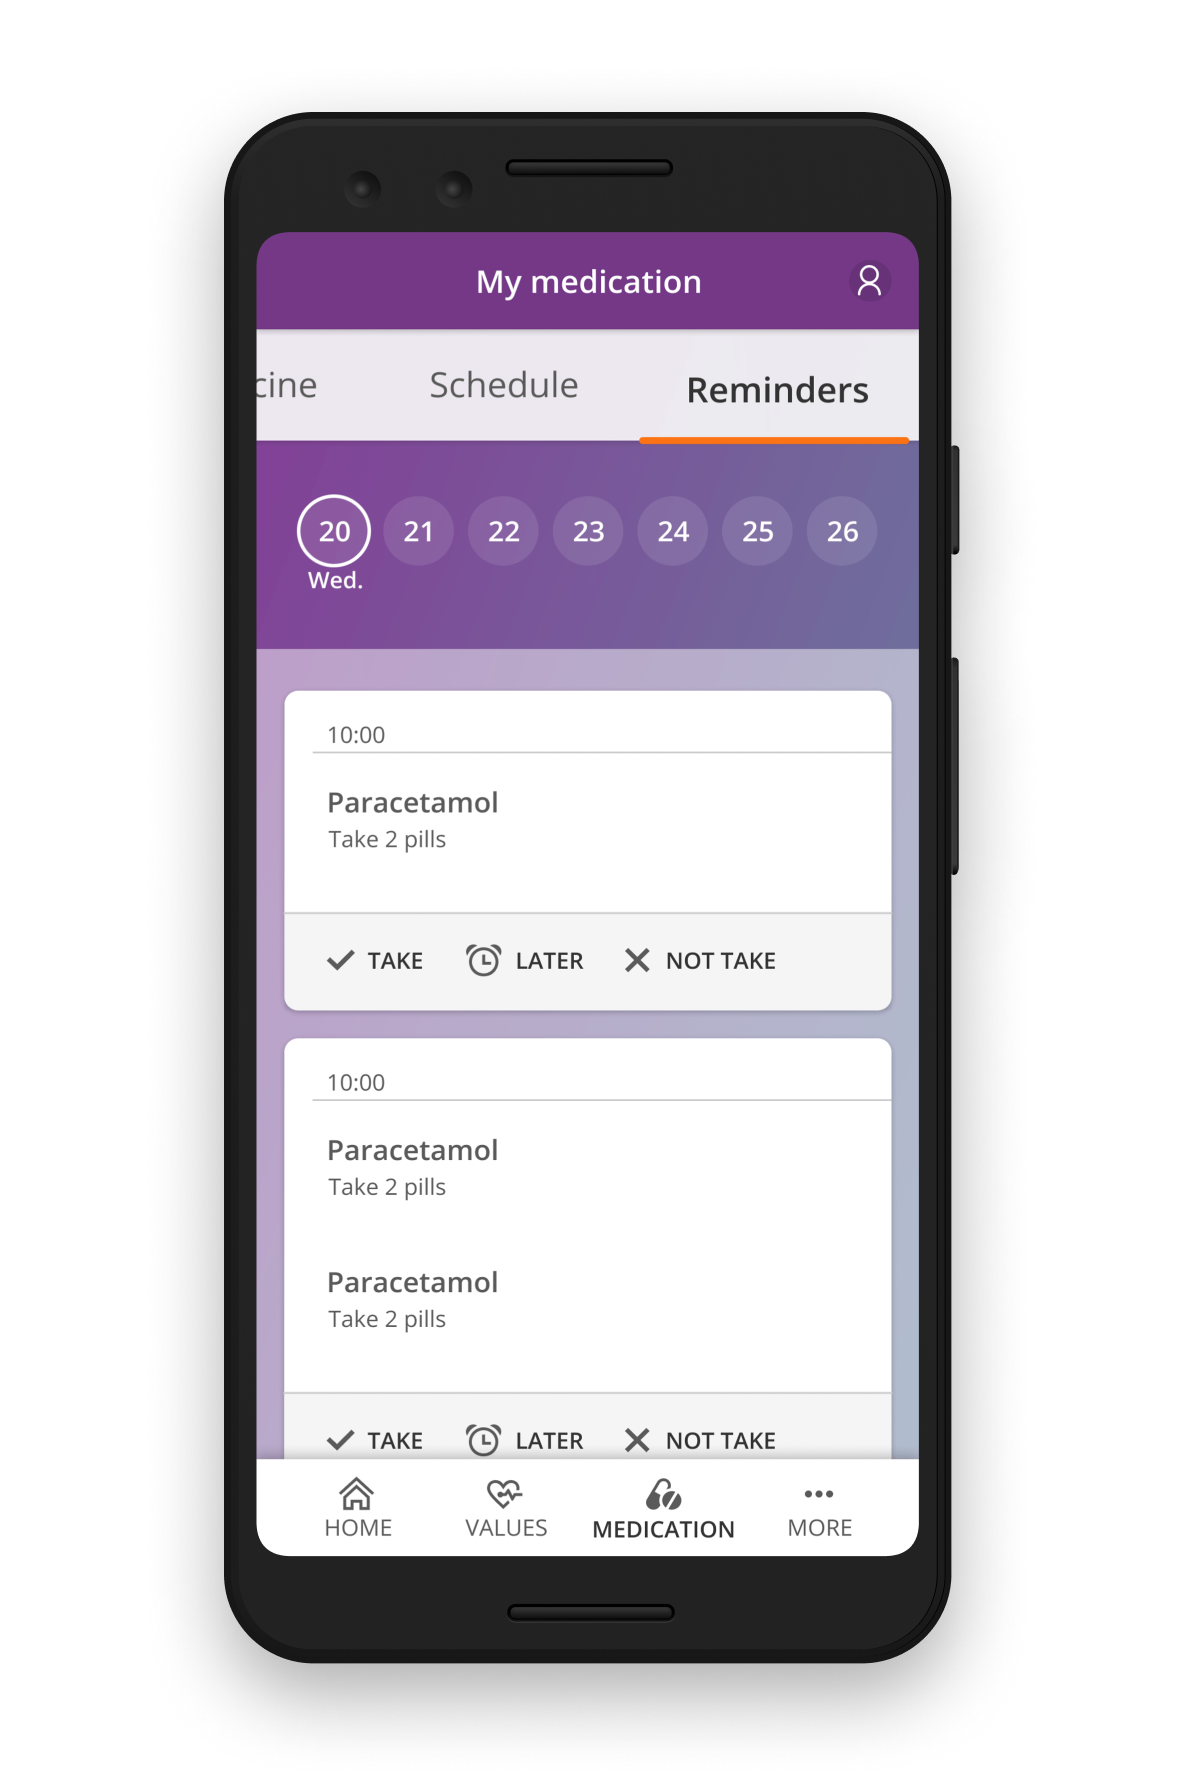 My medication
cine Schedule Reminders
20 21 22 23 24 25 26
Wed.
10:00
Paracetamol
Take 2 pills
TAKE LATER NOT TAKE
10:00
Paracetamol
Take 2 pills
Paracetamol
Take 2 pills
TAKE LATER NOT TAKE
HOME VALUES MEDICATION MORE